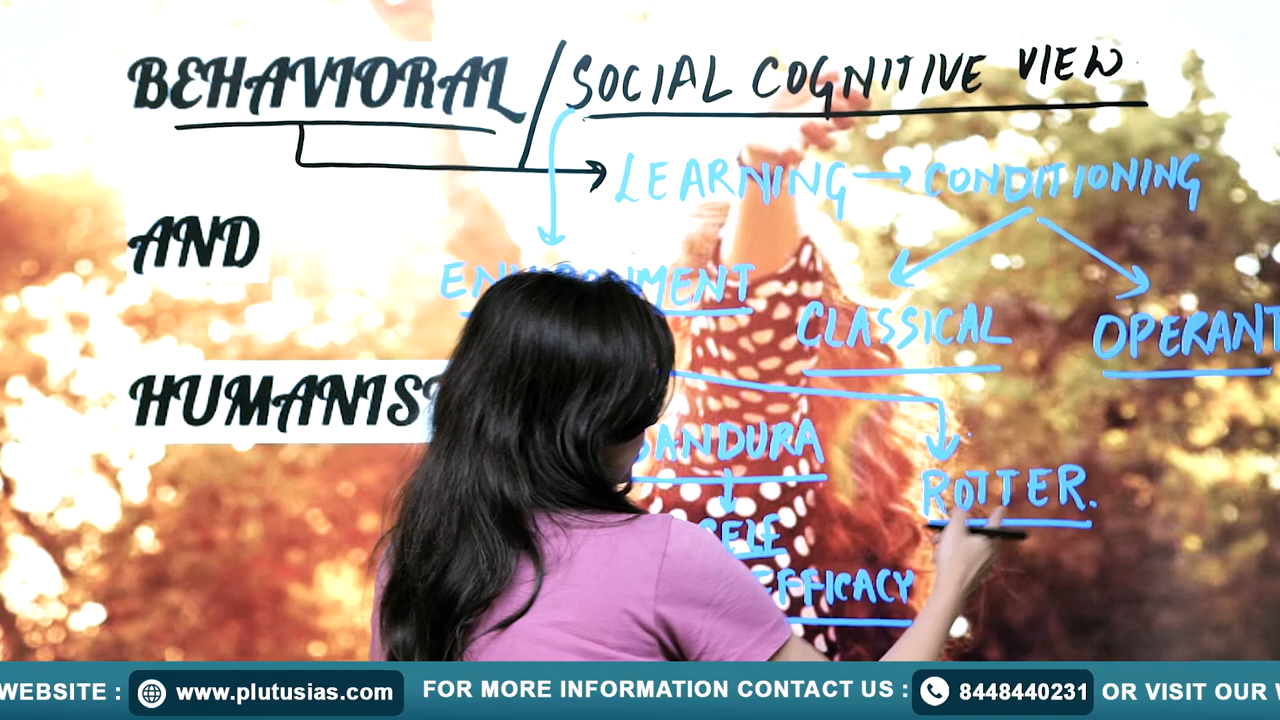 BEHAVIORAL / SOCIAL COGNITIVE VIEW
LEARNING → CONDITIONING
AND
CLASSICAL
OPERANT
BANDURA
ROTTER.
SELF
EFFICACY
WEBSITE : www.plutusias.com FOR MORE INFORMATION CONTACT US : 8448440231 OR VISIT OUR